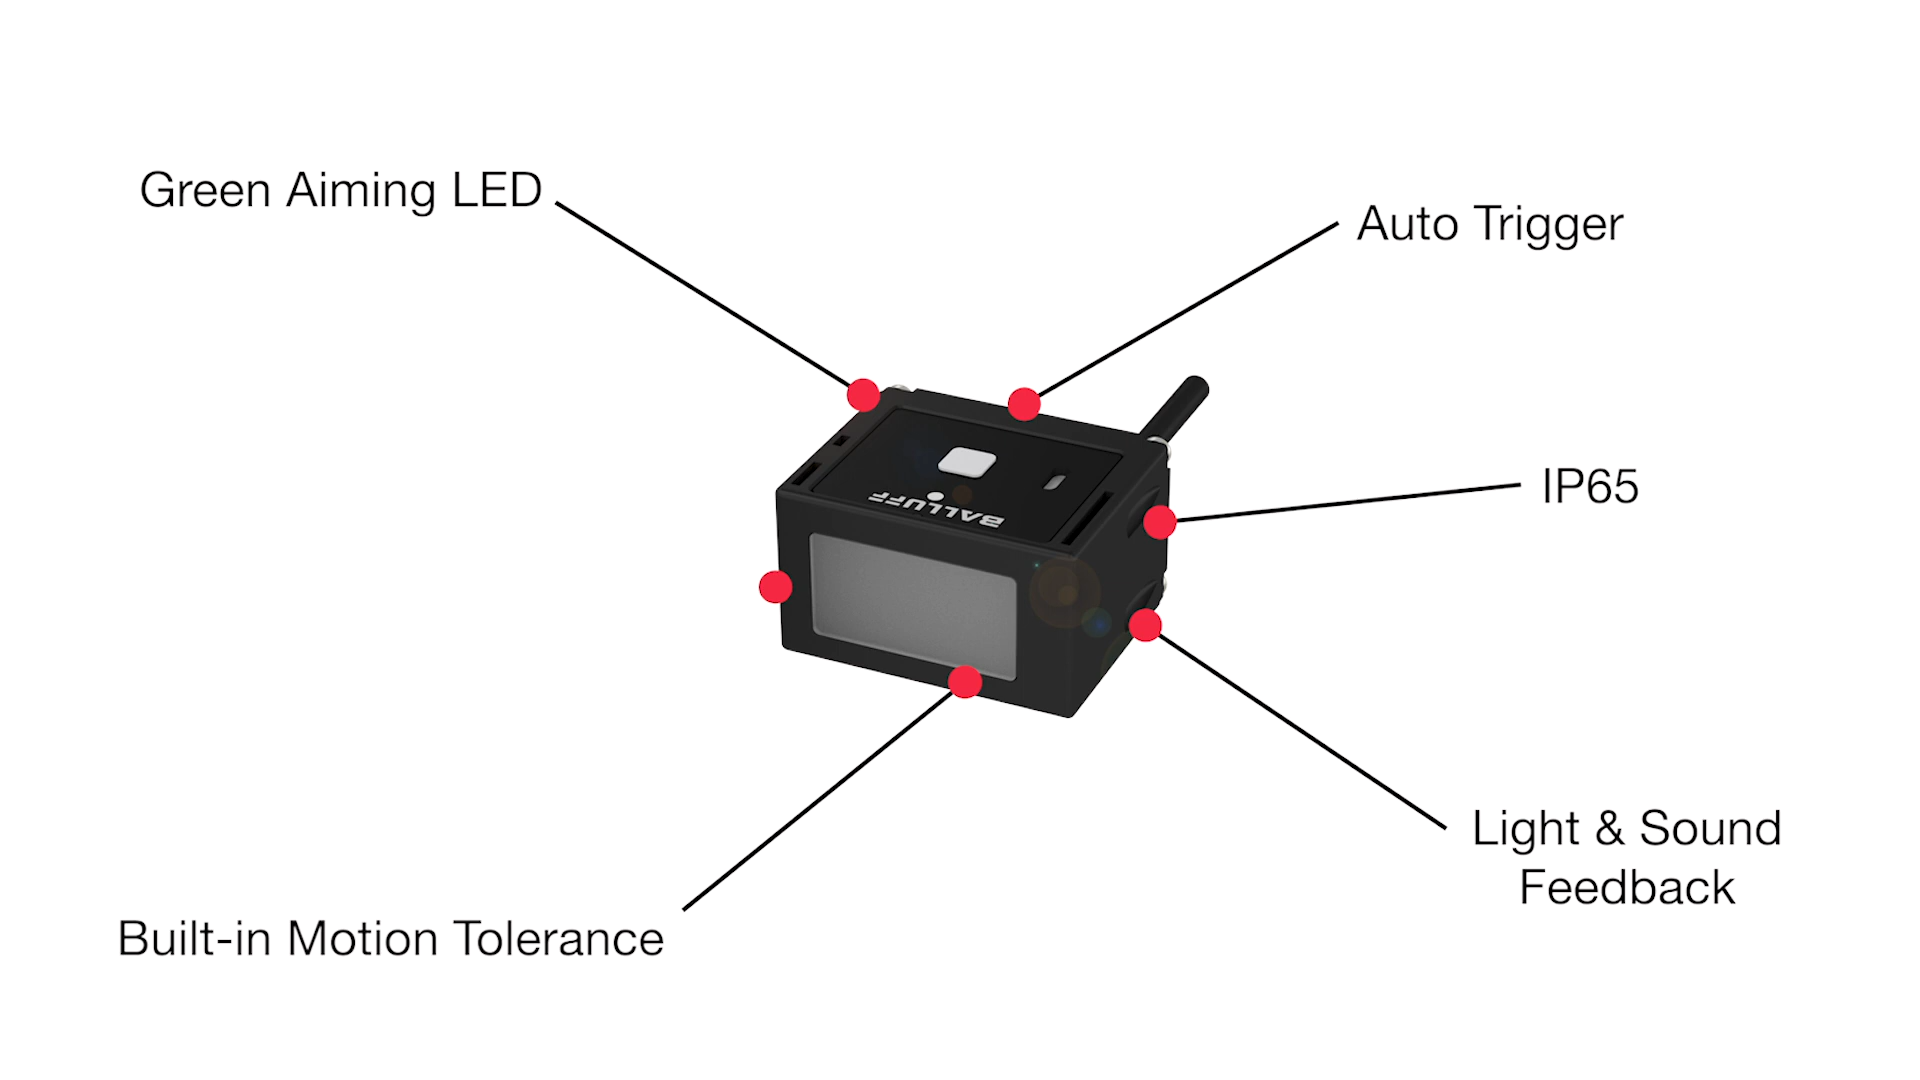 Green Aiming LED
Auto Trigger
IP65
BALLUFF
Light & Sound
Feedback
Built-in Motion Tolerance